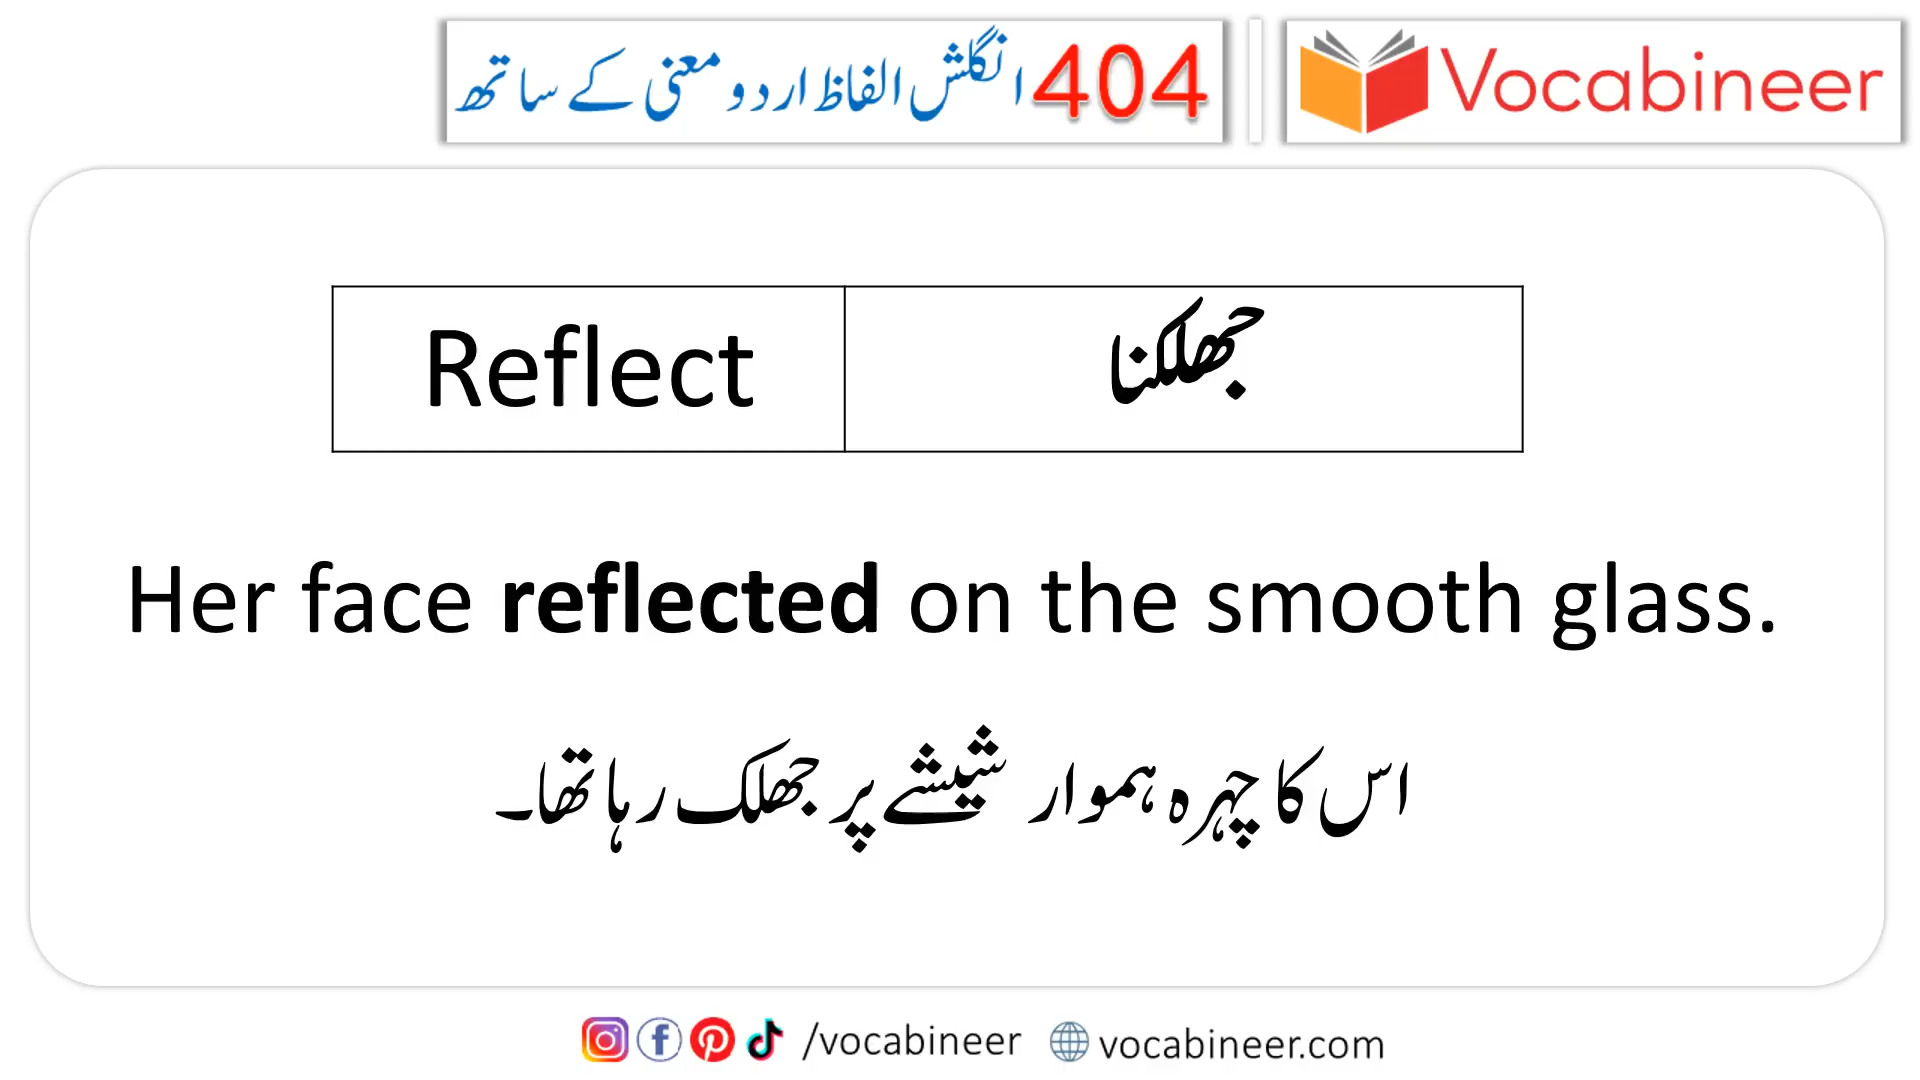 404 انگلش الفاظ اردو معنی کے ساتھ
Vocabineer
Reflect
جھلکنا
Her face reflected on the smooth glass.
اس کا چہرہ ہموار شیشے پر جھلک رہا تھا۔
/vocabineer
vocabineer.com